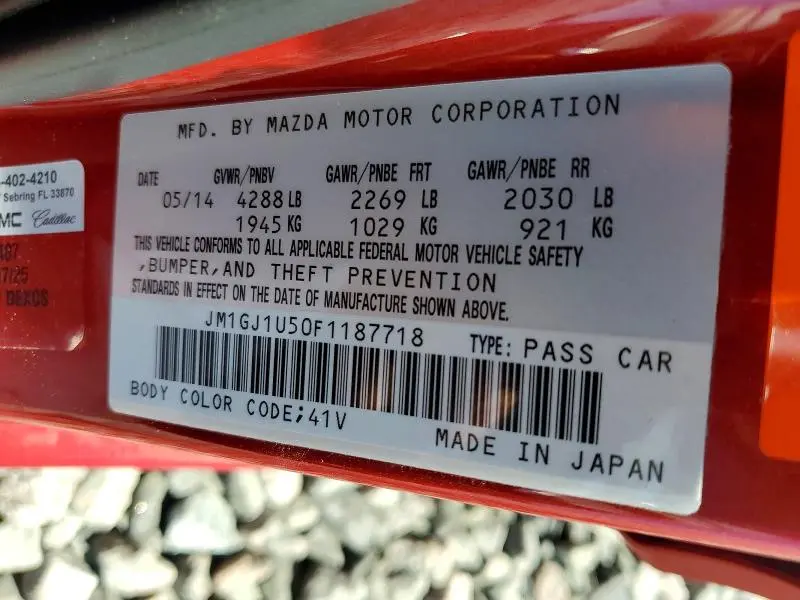 MFD. BY MAZDA MOTOR CORPORATION
DATE GVWR/PNBV GAWR/PNBE FRT GAWR/PNBE RR
05/14 4288 LB 2269 LB 2030 LB
1945 KG 1029 KG 921 KG
THIS VEHICLE CONFORMS TO ALL APPLICABLE FEDERAL MOTOR VEHICLE SAFETY
,BUMPER,AND THEFT PREVENTION
STANDARDS IN EFFECT ON THE DATE OF MANUFACTURE SHOWN ABOVE.
JM1GJ1U50F1187718 TYPE: PASS CAR
BODY COLOR CODE;41V
MADE IN JAPAN
-402-4210
Sebring FL 33870
MC Cadillac